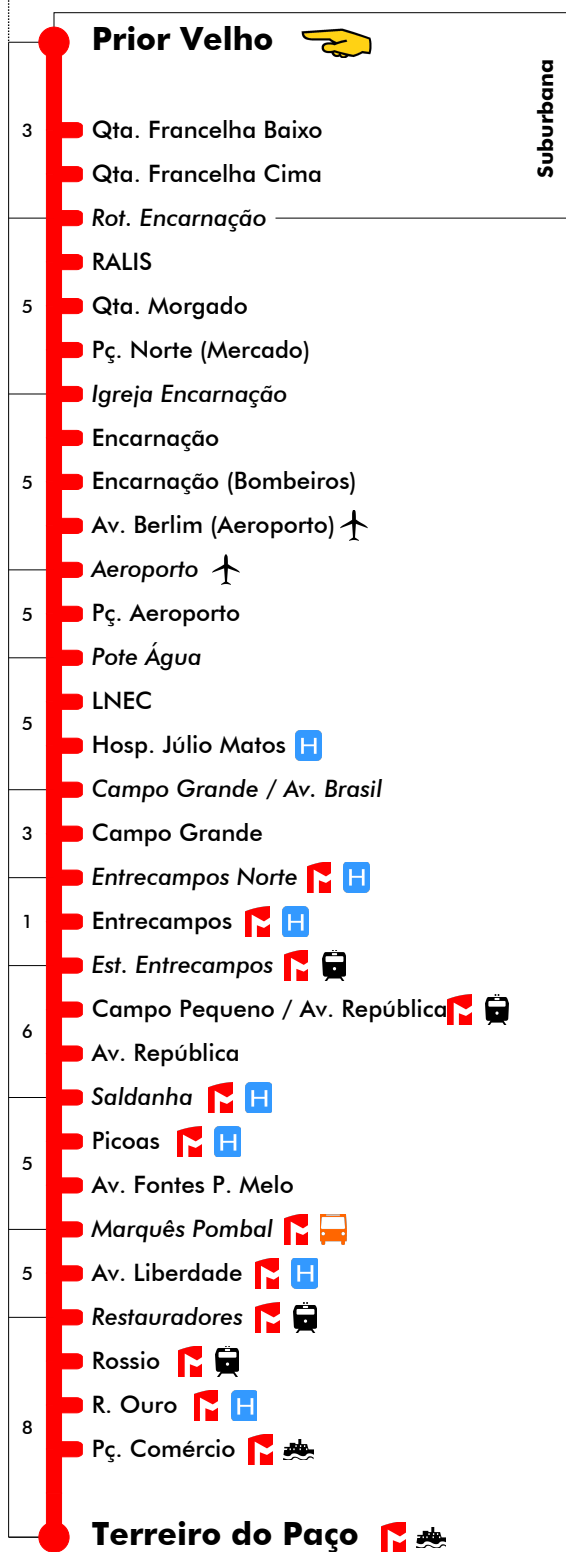 Prior Velho
Suburbana
3
Qta. Francelha Baixo
Qta. Francelha Cima
Rot. Encarnação
RALIS
5
Qta. Morgado
Pç. Norte (Mercado)
Igreja Encarnação
Encarnação
5
Encarnação (Bombeiros)
Av. Berlim (Aeroporto)
Aeroporto
5
Pç. Aeroporto
Pote Água
LNEC
5
Hosp. Júlio Matos H
Campo Grande / Av. Brasil
3
Campo Grande
Entrecampos Norte M H
1
Entrecampos M H
Est. Entrecampos M
Campo Pequeno / Av. República M
6
Av. República
Saldanha M H
Picoas M H
5
Av. Fontes P. Melo
Marquês Pombal M
5
Av. Liberdade M H
Restauradores M
Rossio M
R. Ouro M H
8
Pç. Comércio M
Terreiro do Paço M